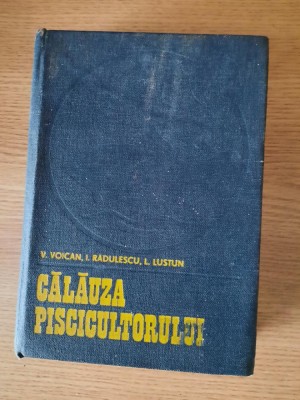 V. VOICAN, I. RĂDULESCU, L. LUSTUN
CĂLĂUZA
PISCICULTORULUI